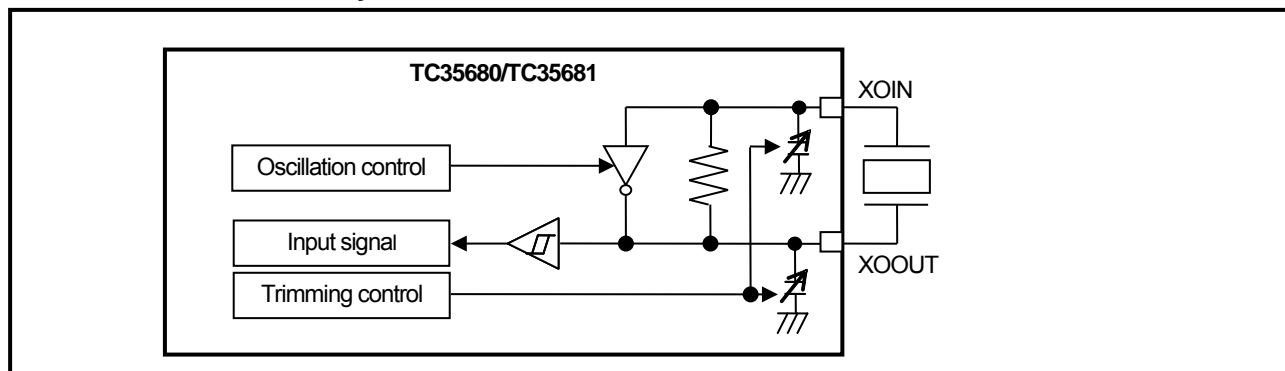 TC35680/TC35681
XOIN
Oscillation control
Input signal
XOOUT
Trimming control